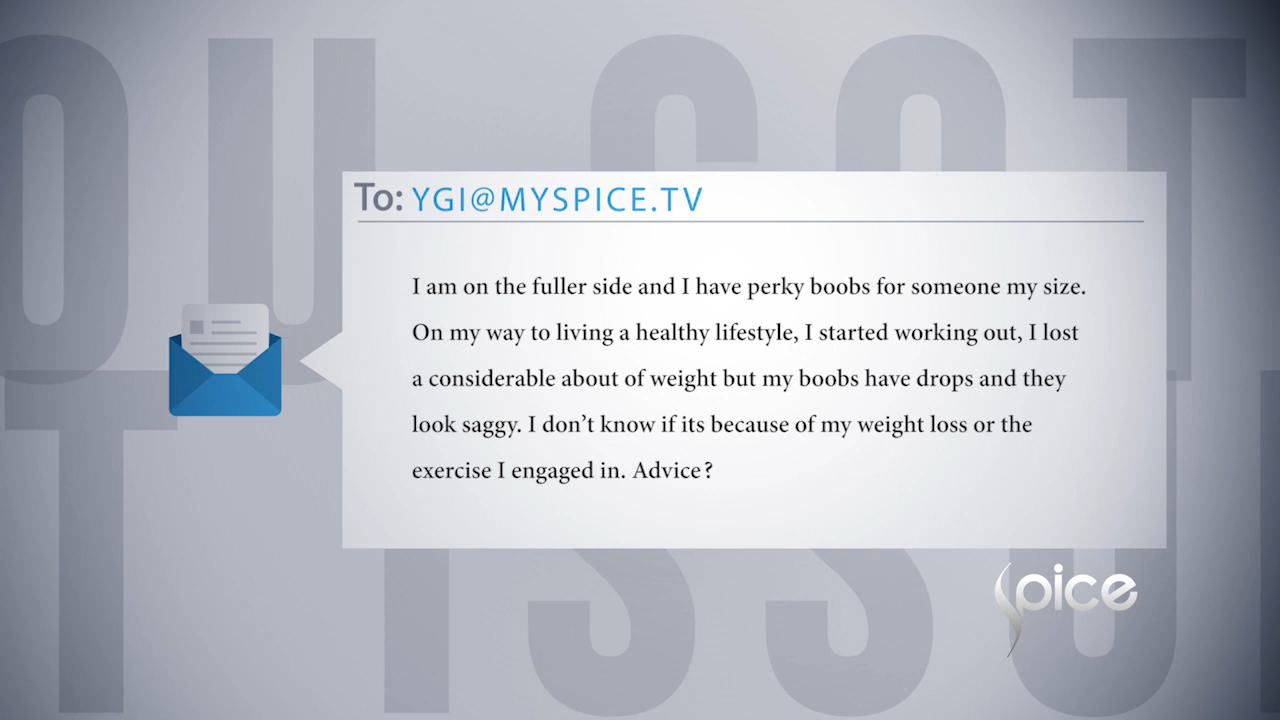 OU GOT
To: YGI@MYSPICE.TV
I am on the fuller side and I have perky boobs for someone my size.
On my way to living a healthy lifestyle, I started working out, I lost
a considerable about of weight but my boobs have drops and they
look saggy. I don’t know if its because of my weight loss or the
exercise I engaged in. Advice?
T ISSU
Spice